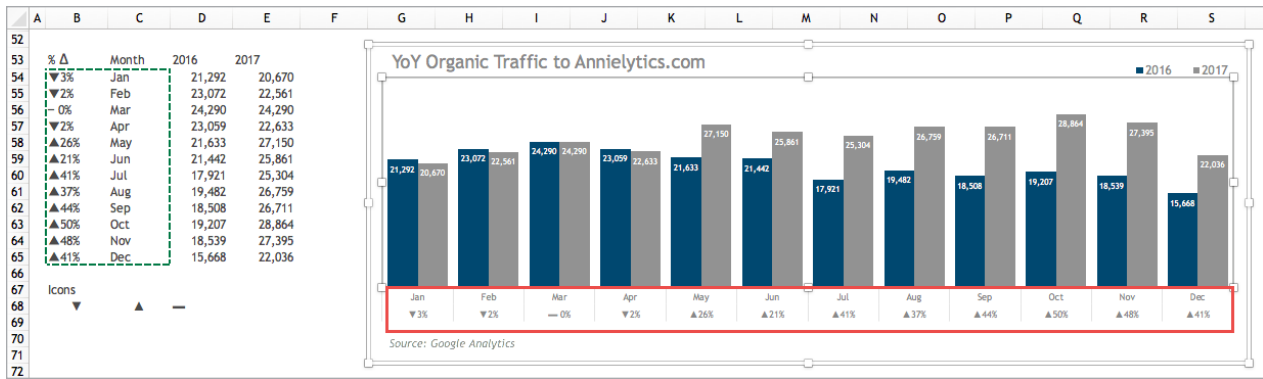 A B C D E F G H I J K L M N O P Q R S
52
53 % Δ Month 2016 2017
54 ▼3% Jan 21,292 20,670
55 ▼2% Feb 23,072 22,561
56 — 0% Mar 24,290 24,290
57 ▼2% Apr 23,059 22,633
58 ▲26% May 21,633 27,150
59 ▲21% Jun 21,442 25,861
60 ▲41% Jul 17,921 25,304
61 ▲37% Aug 19,482 26,759
62 ▲44% Sep 18,508 26,711
63 ▲50% Oct 19,207 28,864
64 ▲48% Nov 18,539 27,395
65 ▲41% Dec 15,668 22,036
66
67 Icons
68 ▼ ▲ —
69
70
71
72
YoY Organic Traffic to Annielytics.com
2016 2017
21,292 20,670 23,072 22,561 24,290 24,290 23,059 22,633 21,633 27,150 21,442 25,861 17,921 25,304 19,482 26,759 18,508 26,711 19,207 28,864 18,539 27,395 15,668 22,036
Jan Feb Mar Apr May Jun Jul Aug Sep Oct Nov Dec
▼3% ▼2% — 0% ▼2% ▲26% ▲21% ▲41% ▲37% ▲44% ▲50% ▲48% ▲41%
Source: Google Analytics